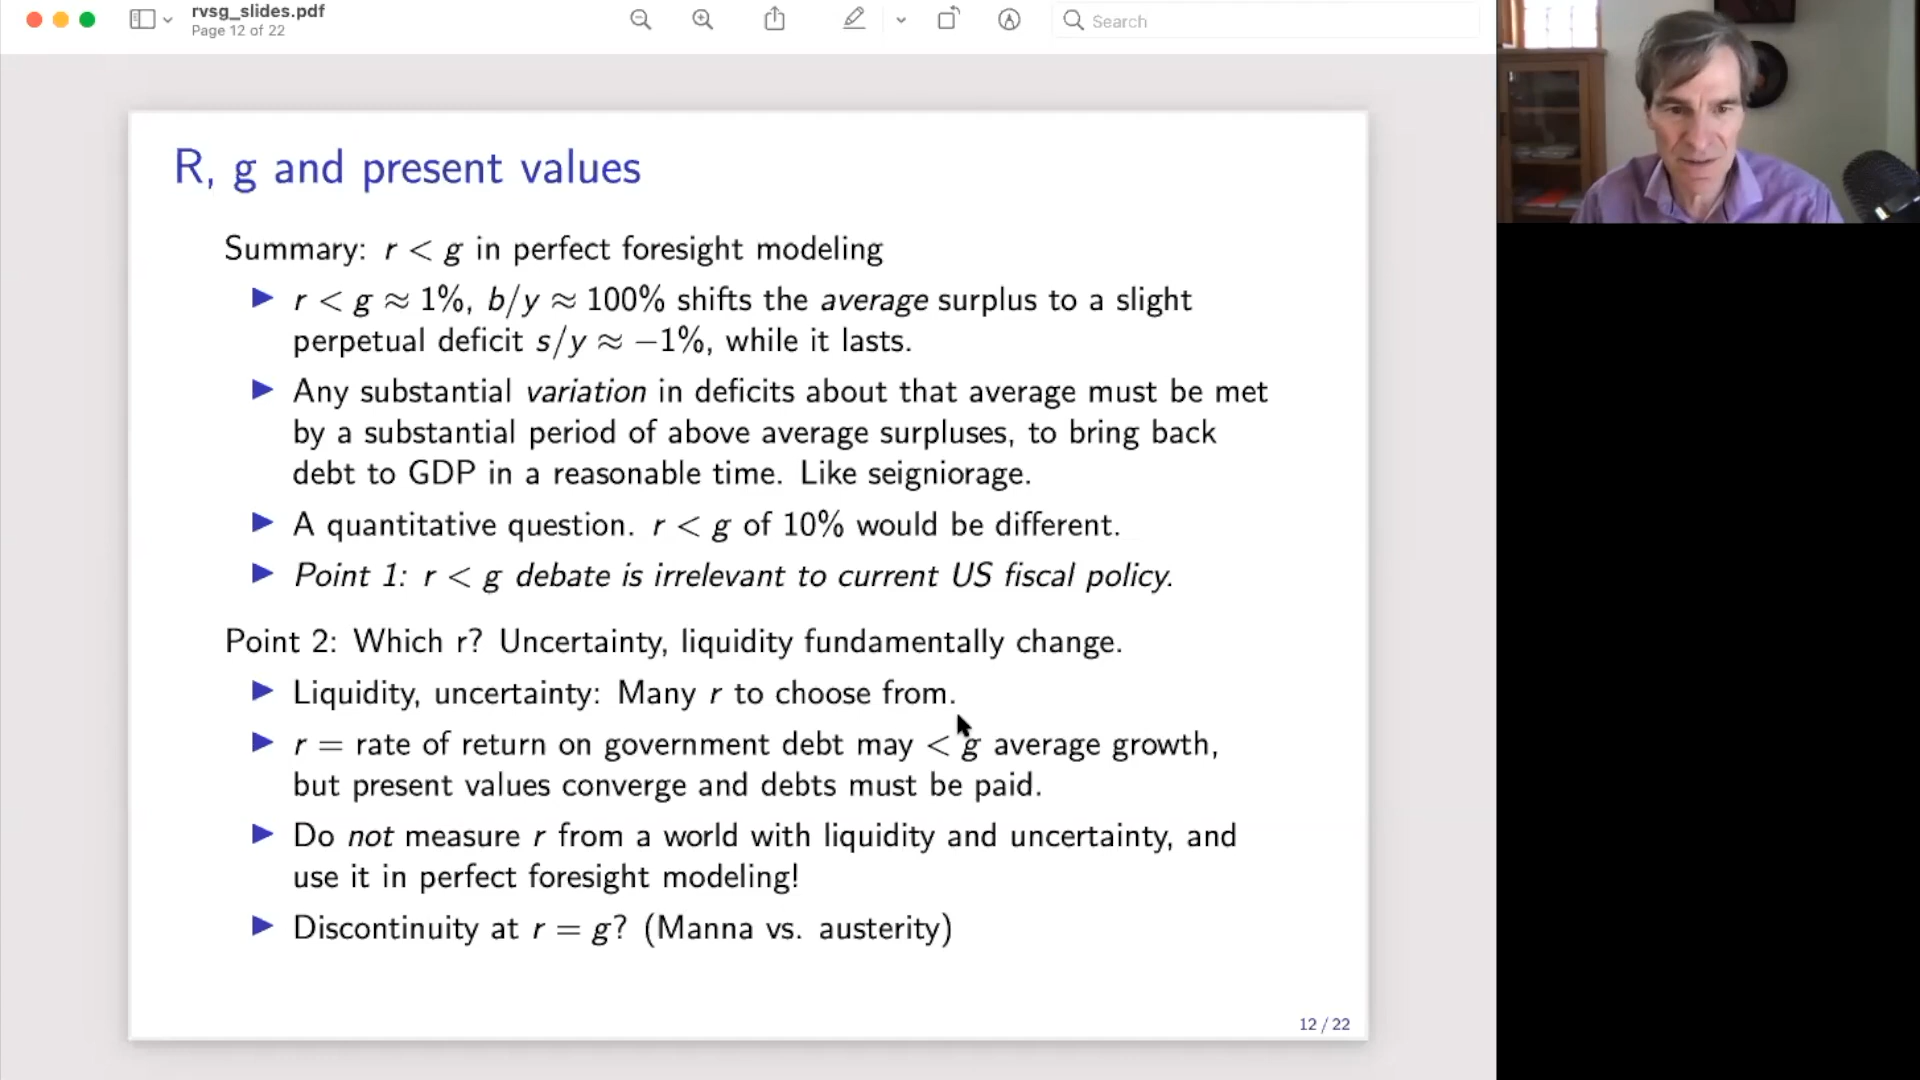 rvsg_slides.pdf
Page 12 of 22
Search
R, g and present values
Summary: r < g in perfect foresight modeling
▶ r < g ≈ 1%, b/y ≈ 100% shifts the average surplus to a slight
perpetual deficit s/y ≈ −1%, while it lasts.
▶ Any substantial variation in deficits about that average must be met
by a substantial period of above average surpluses, to bring back
debt to GDP in a reasonable time. Like seigniorage.
▶ A quantitative question. r < g of 10% would be different.
▶ Point 1: r < g debate is irrelevant to current US fiscal policy.
Point 2: Which r? Uncertainty, liquidity fundamentally change.
▶ Liquidity, uncertainty: Many r to choose from.
▶ r = rate of return on government debt may < g average growth,
but present values converge and debts must be paid.
▶ Do not measure r from a world with liquidity and uncertainty, and
use it in perfect foresight modeling!
▶ Discontinuity at r = g? (Manna vs. austerity)
12 / 22